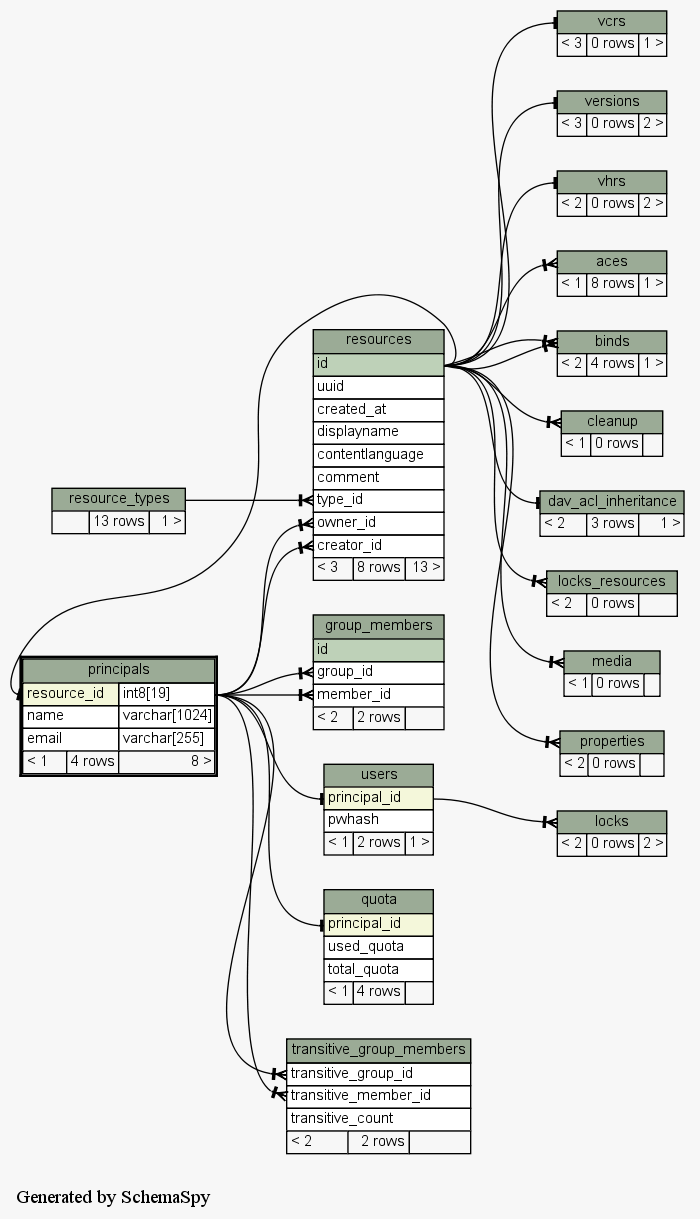 vcrs
< 3 0 rows 1 >
versions
< 3 0 rows 2 >
vhrs
< 2 0 rows 2 >
aces
< 1 8 rows 1 >
binds
< 2 4 rows 1 >
cleanup
< 1 0 rows
dav_acl_inheritance
< 2 3 rows 1 >
locks_resources
< 2 0 rows
media
< 1 0 rows
properties
< 2 0 rows
locks
< 2 0 rows 2 >
resources
id
uuid
created_at
displayname
contentlanguage
comment
type_id
owner_id
creator_id
< 3 8 rows 13 >
resource_types
13 rows 1 >
group_members
id
group_id
member_id
< 2 2 rows
principals
resource_id int8[19]
name varchar[1024]
email varchar[255]
< 1 4 rows 8 >
users
principal_id
pwhash
< 1 2 rows 1 >
quota
principal_id
used_quota
total_quota
< 1 4 rows
transitive_group_members
transitive_group_id
transitive_member_id
transitive_count
< 2 2 rows
Generated by SchemaSpy